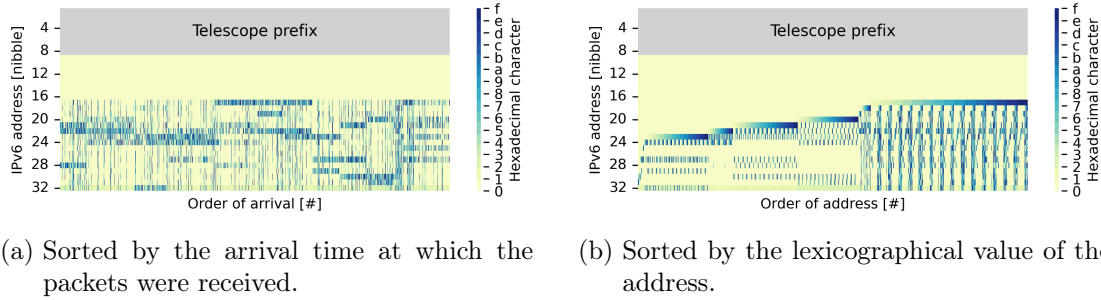 Telescope prefix
4
8
12
16
20
24
28
32
IPv6 address [nibble]
Order of arrival [#]
f
e
d
c
b
a
9
8
7
6
5
4
3
2
1
0
Hexadecimal character
(a) Sorted by the arrival time at which the
packets were received.
Telescope prefix
4
8
12
16
20
24
28
32
IPv6 address [nibble]
Order of address [#]
f
e
d
c
b
a
9
8
7
6
5
4
3
2
1
0
Hexadecimal character
(b) Sorted by the lexicographical value of the
address.